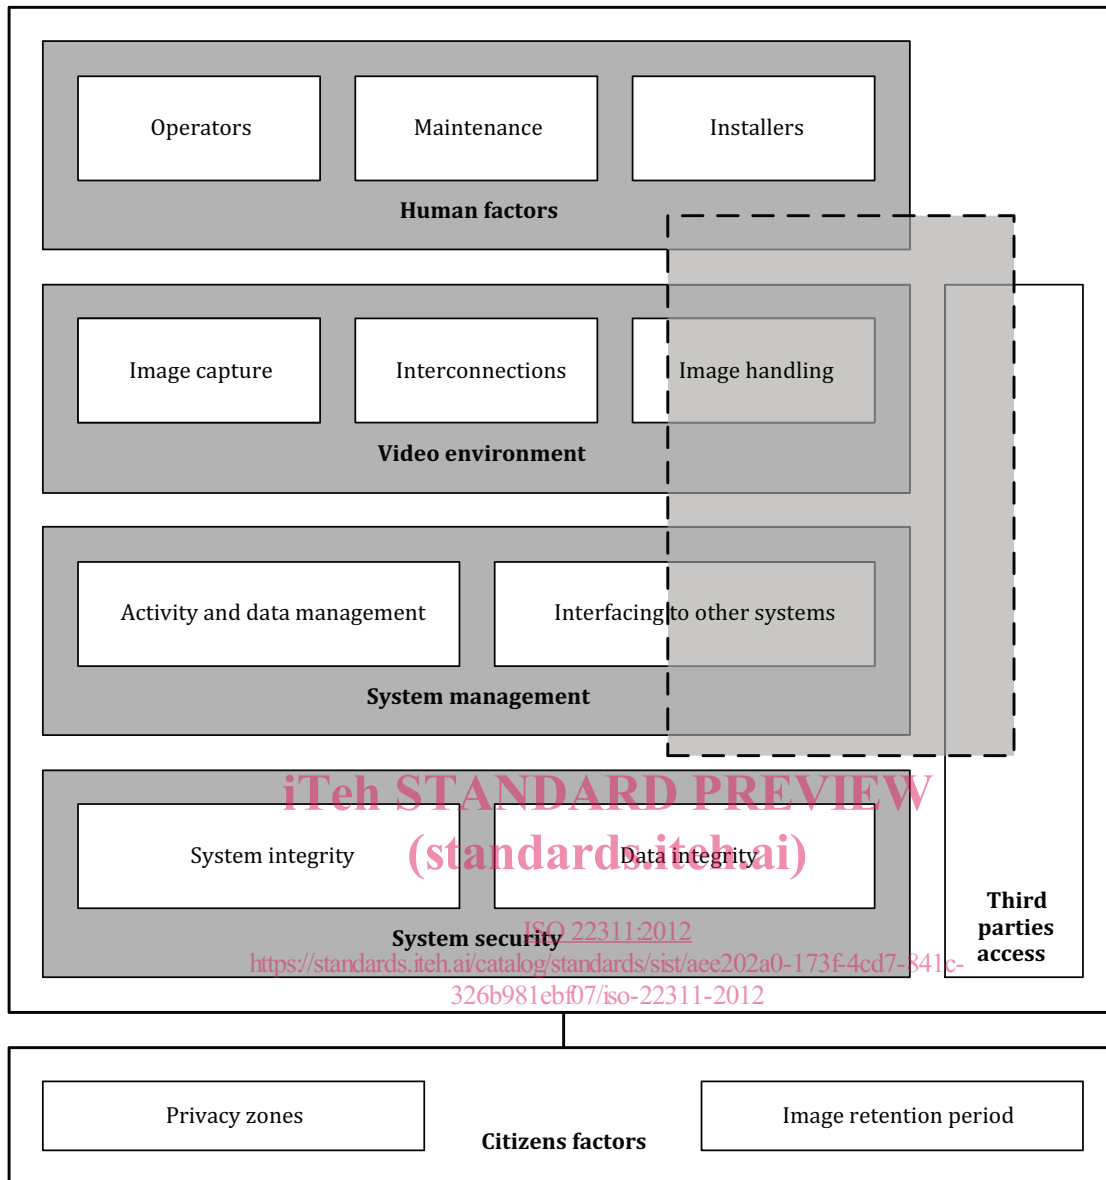 Operators
Maintenance
Installers
Human factors
Image capture
Interconnections
Image handling
Video environment
Activity and data management
Interfacing to other systems
System management
iTeh STANDARD PREVIEW
(standards.iteh.ai)
System integrity
Data integrity
System security
ISO 22311:2012
https://standards.iteh.ai/catalog/standards/sist/aee202a0-173f-4cd7-841c-
326b981ebf07/iso-22311-2012
Third
parties
access
Privacy zones
Image retention period
Citizens factors